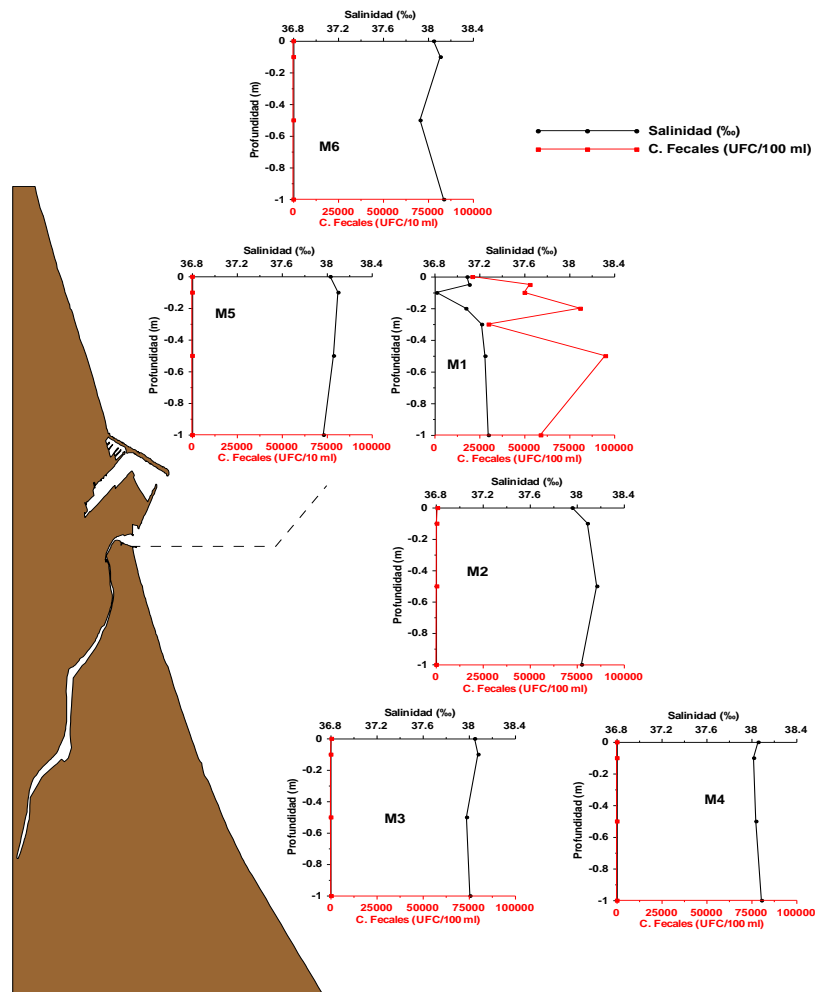 Salinidad (‰)
36.8 37.2 37.6 38 38.4
0
-0.2
-0.4
-0.6
-0.8
-1
Profundidad (m)
M6
0 25000 50000 75000 100000
C. Fecales (UFC/10 ml)
Salinidad (‰)
C. Fecales (UFC/100 ml)
Salinidad (‰)
36.8 37.2 37.6 38 38.4
0
-0.2
-0.4
-0.6
-0.8
-1
Profundidad (m)
M5
0 25000 50000 75000 100000
C. Fecales (UFC/10 ml)
Salinidad (‰)
36.8 37.2 37.6 38 38.4
0
-0.2
-0.4
-0.6
-0.8
-1
Profundidad (m)
M1
0 25000 50000 75000 100000
C. Fecales (UFC/100 ml)
Salinidad (‰)
36.8 37.2 37.6 38 38.4
0
-0.2
-0.4
-0.6
-0.8
-1
Profundidad (m)
M2
0 25000 50000 75000 100000
C. Fecales (UFC/100 ml)
Salinidad (‰)
36.8 37.2 37.6 38 38.4
0
-0.2
-0.4
-0.6
-0.8
-1
Profundidad (m)
M3
0 25000 50000 75000 100000
C. Fecales (UFC/100 ml)
Salinidad (‰)
36.8 37.2 37.6 38 38.4
0
-0.2
-0.4
-0.6
-0.8
-1
Profundidad (m)
M4
0 25000 50000 75000 100000
C. Fecales (UFC/100 ml)